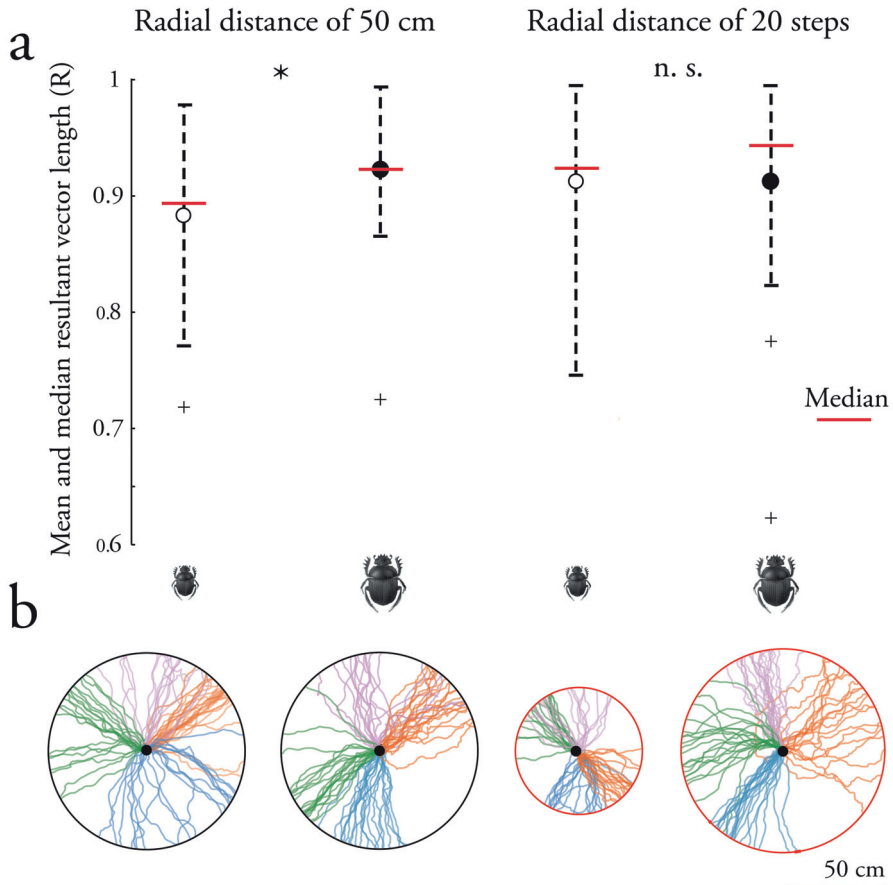 Radial distance of 50 cm
Radial distance of 20 steps
a
*
n. s.
Mean and median resultant vector length (R)
1
0.9
0.8
0.7
0.6
Median
b
50 cm